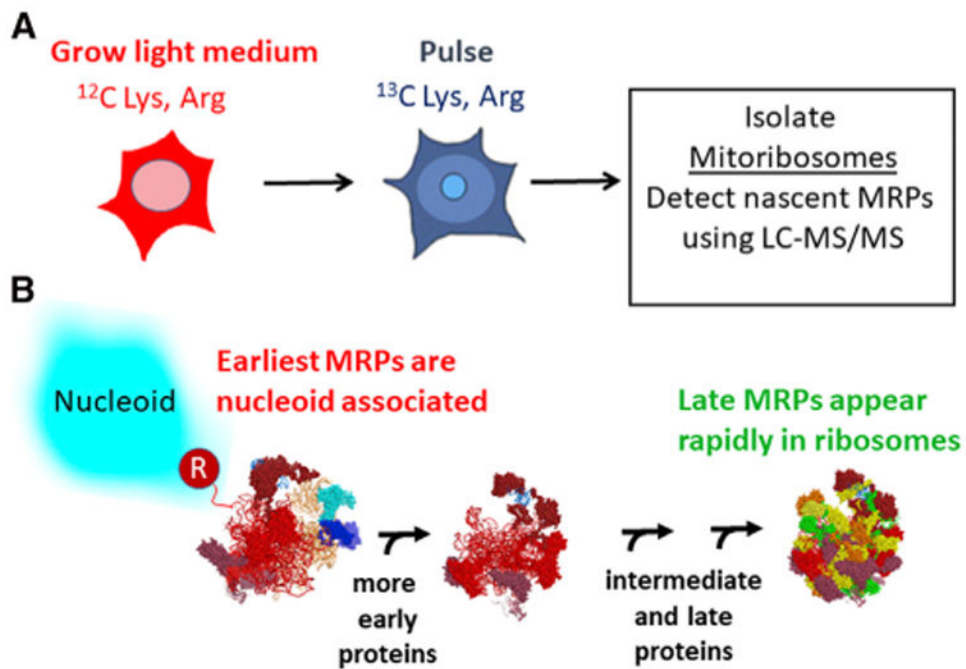 A
Grow light medium
¹²C Lys, Arg
Pulse
¹³C Lys, Arg
Isolate
Mitoribosomes
Detect nascent MRPs
using LC-MS/MS
B
Nucleoid
R
Earliest MRPs are
nucleoid associated
more
early
proteins
intermediate
and late
proteins
Late MRPs appear
rapidly in ribosomes